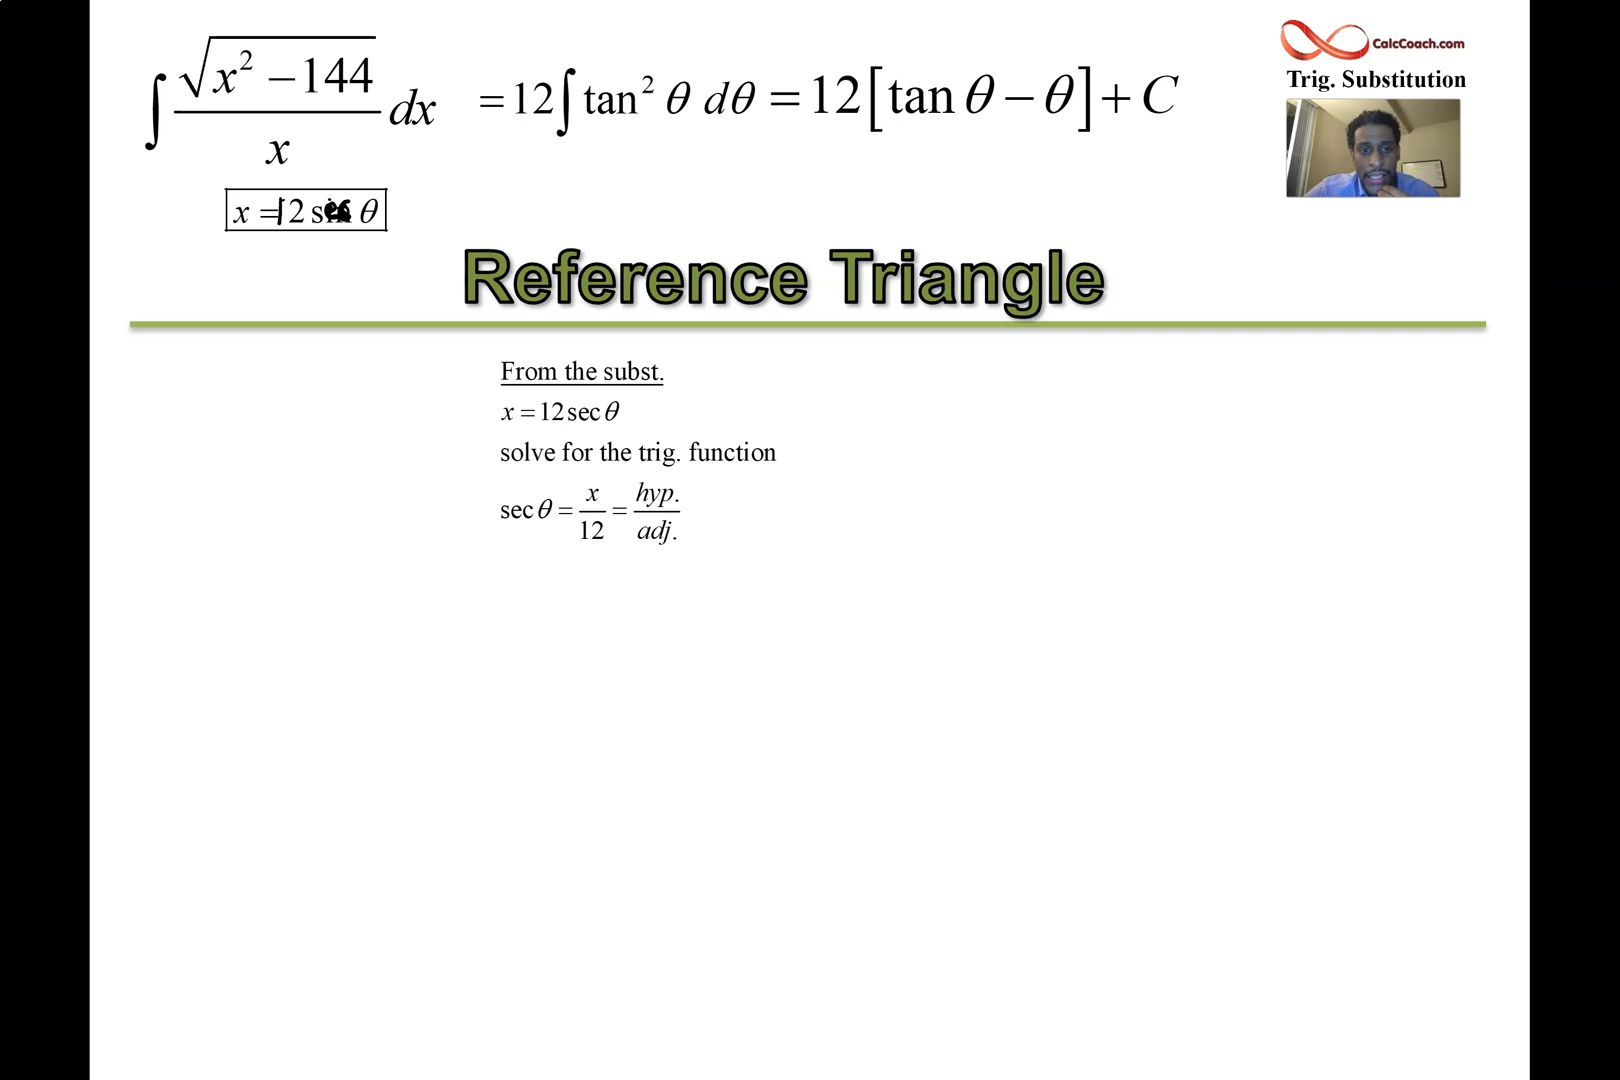 ∫ √(x² − 144) / x dx = 12∫ tan² θ dθ = 12[tan θ − θ] + C
CalcCoach.com
Trig. Substitution
x = 12 θ
Reference Triangle
From the subst.
x = 12 sec θ
solve for the trig. function
sec θ = x / 12 = hyp. / adj.